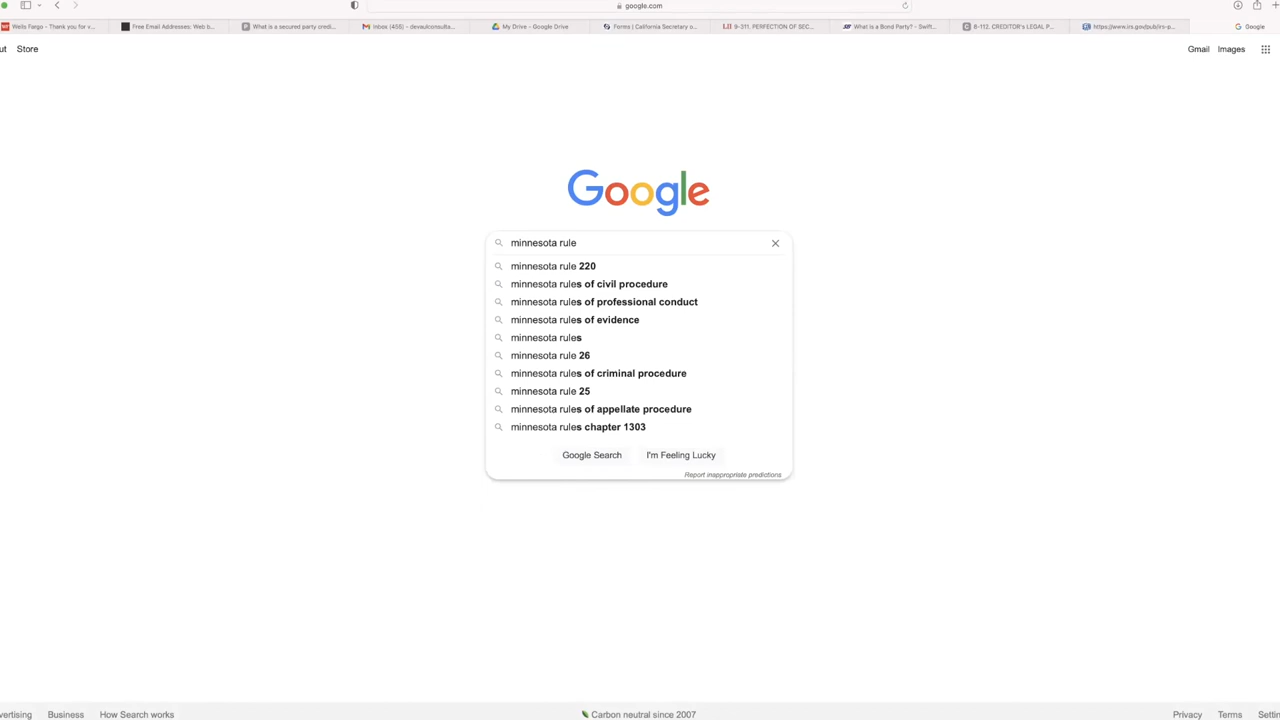 google.com
Wells Fargo - Thank you for v...
Free Email Addresses: Web b...
What is a secured party credi...
Inbox (455) - devaulconsulta...
My Drive - Google Drive
Forms | California Secretary o...
LII 9-311. PERFECTION OF SEC...
What is a Bond Party? - Swift...
8-112. CREDITOR'S LEGAL P...
https://www.irs.gov/pub/irs-p...
Google
ut Store
Gmail Images
Google
minnesota rule
minnesota rule 220
minnesota rules of civil procedure
minnesota rules of professional conduct
minnesota rules of evidence
minnesota rules
minnesota rule 26
minnesota rules of criminal procedure
minnesota rule 25
minnesota rules of appellate procedure
minnesota rules chapter 1303
Google Search I'm Feeling Lucky
Report inappropriate predictions
vertising Business How Search works
Carbon neutral since 2007
Privacy Terms Settin